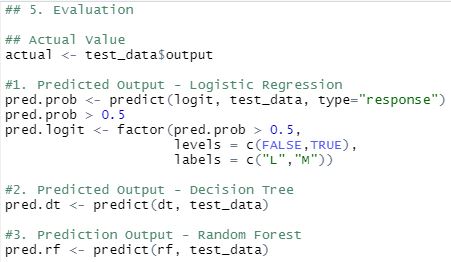 ## 5. Evaluation
## Actual Value
actual <- test_data$output
#1. Predicted Output - Logistic Regression
pred.prob <- predict(logit, test_data, type="response")
pred.prob > 0.5
pred.logit <- factor(pred.prob > 0.5,
levels = c(FALSE,TRUE),
labels = c("L","M"))
#2. Predicted Output - Decision Tree
pred.dt <- predict(dt, test_data)
#3. Prediction Output - Random Forest
pred.rf <- predict(rf, test_data)